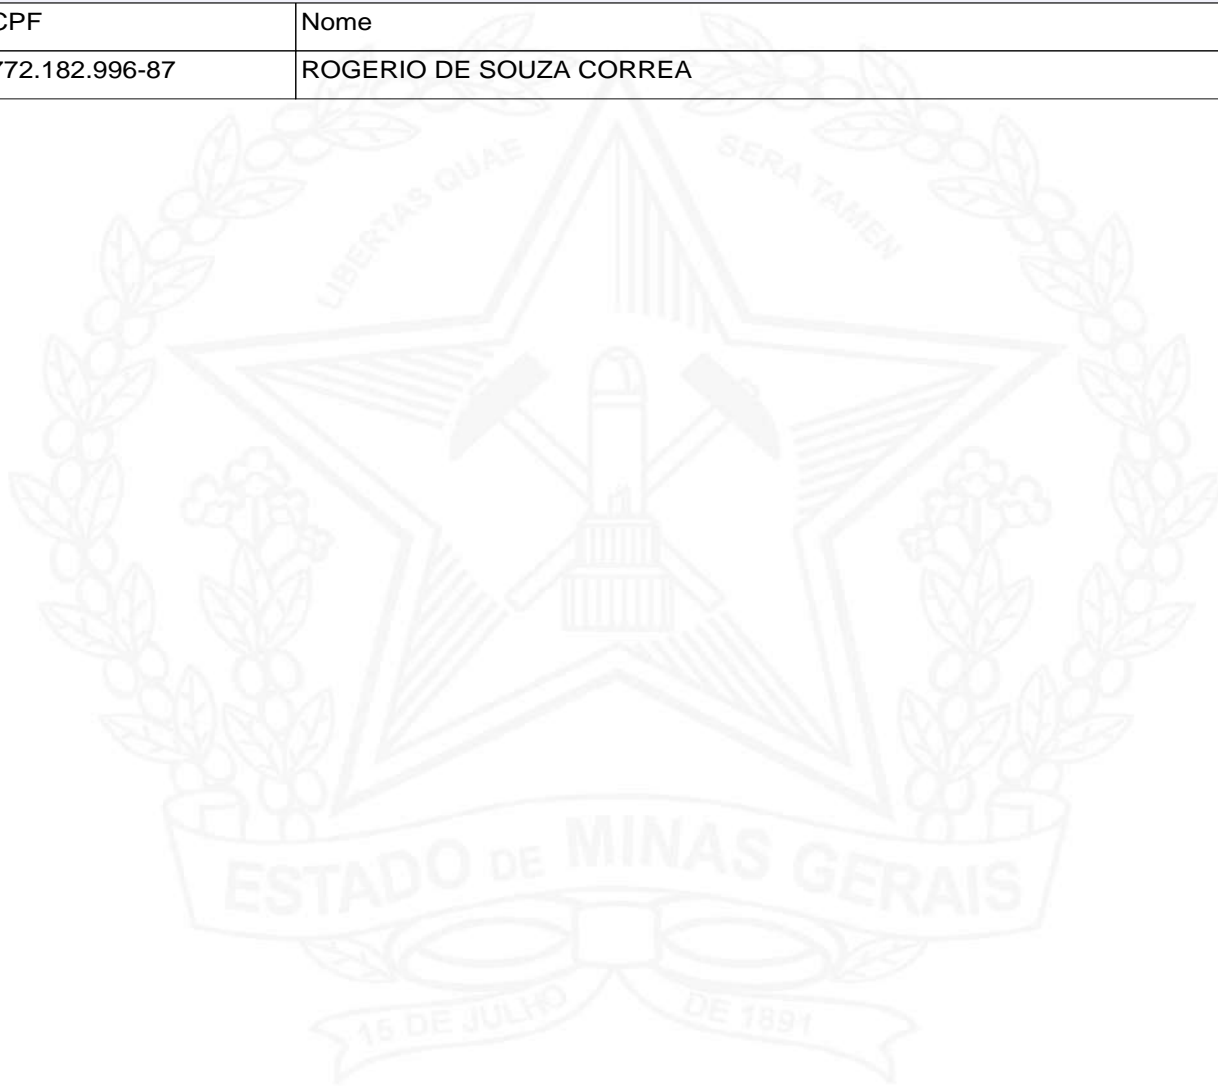 CPF Nome
772.182.996-87 ROGERIO DE SOUZA CORREA
LIBERTAS QUAE SERA TAMEN
ESTADO DE MINAS GERAIS
15 DE JULHO DE 1891